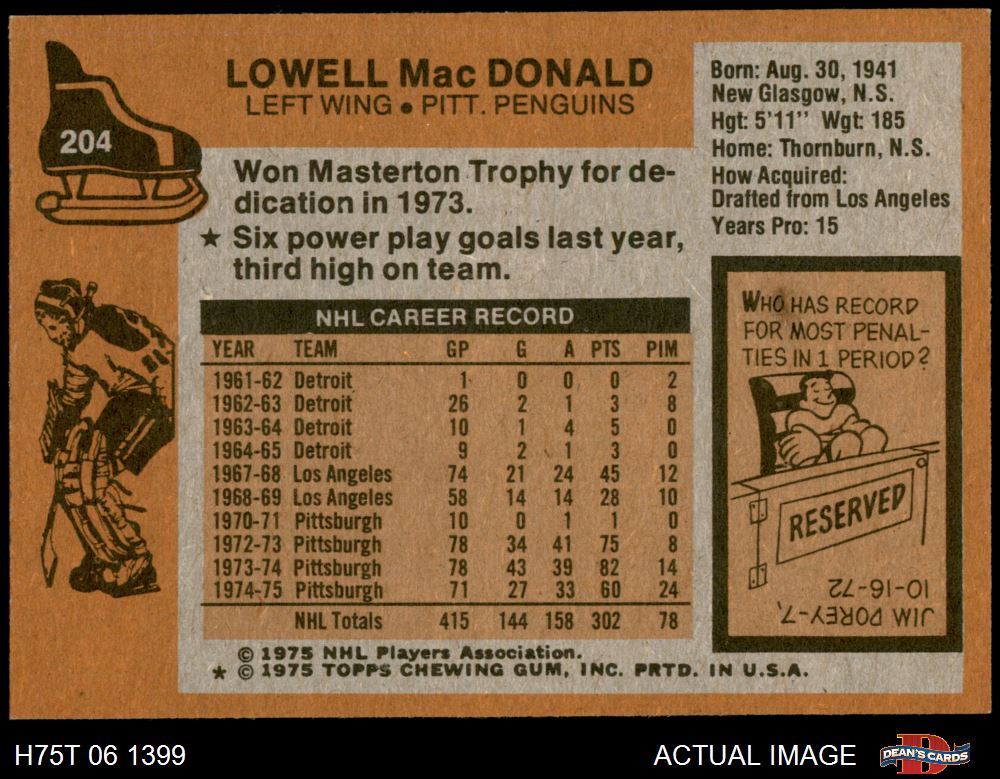 204
LOWELL Mac DONALD
LEFT WING • PITT. PENGUINS
Won Masterton Trophy for de-
dication in 1973.
★ Six power play goals last year,
third high on team.
NHL CAREER RECORD
YEAR TEAM GP G A PTS PIM
1961-62 Detroit 1 0 0 0 2
1962-63 Detroit 26 2 1 3 8
1963-64 Detroit 10 1 4 5 0
1964-65 Detroit 9 2 1 3 0
1967-68 Los Angeles 74 21 24 45 12
1968-69 Los Angeles 58 14 14 28 10
1970-71 Pittsburgh 10 0 1 1 0
1972-73 Pittsburgh 78 34 41 75 8
1973-74 Pittsburgh 78 43 39 82 14
1974-75 Pittsburgh 71 27 33 60 24
NHL Totals 415 144 158 302 78
© 1975 NHL Players Association.
★ © 1975 TOPPS CHEWING GUM, INC. PRTD. IN U.S.A.
Born: Aug. 30, 1941
New Glasgow, N.S.
Hgt: 5'11" Wgt: 185
Home: Thornburn, N.S.
How Acquired:
Drafted from Los Angeles
Years Pro: 15
WHO HAS RECORD
FOR MOST PENAL-
TIES IN 1 PERIOD?
RESERVED
JIM DOREY-7,
10-16-72
H75T 06 1399
ACTUAL IMAGE
D
DEAN'S CARDS